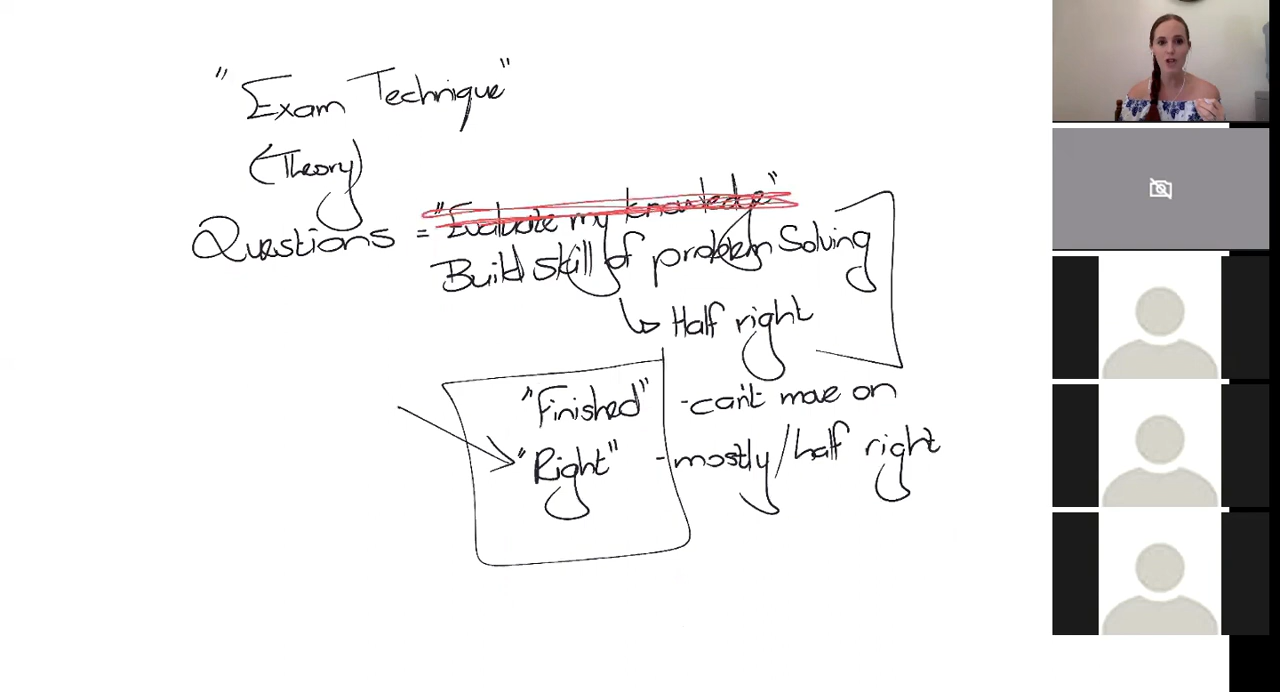 "Exam Technique"
(Theory)
Questions = "Evaluate my knowledge"
Build skill of problem Solving
↳ Half right
"Finished" - can't move on
"Right" - mostly/half right